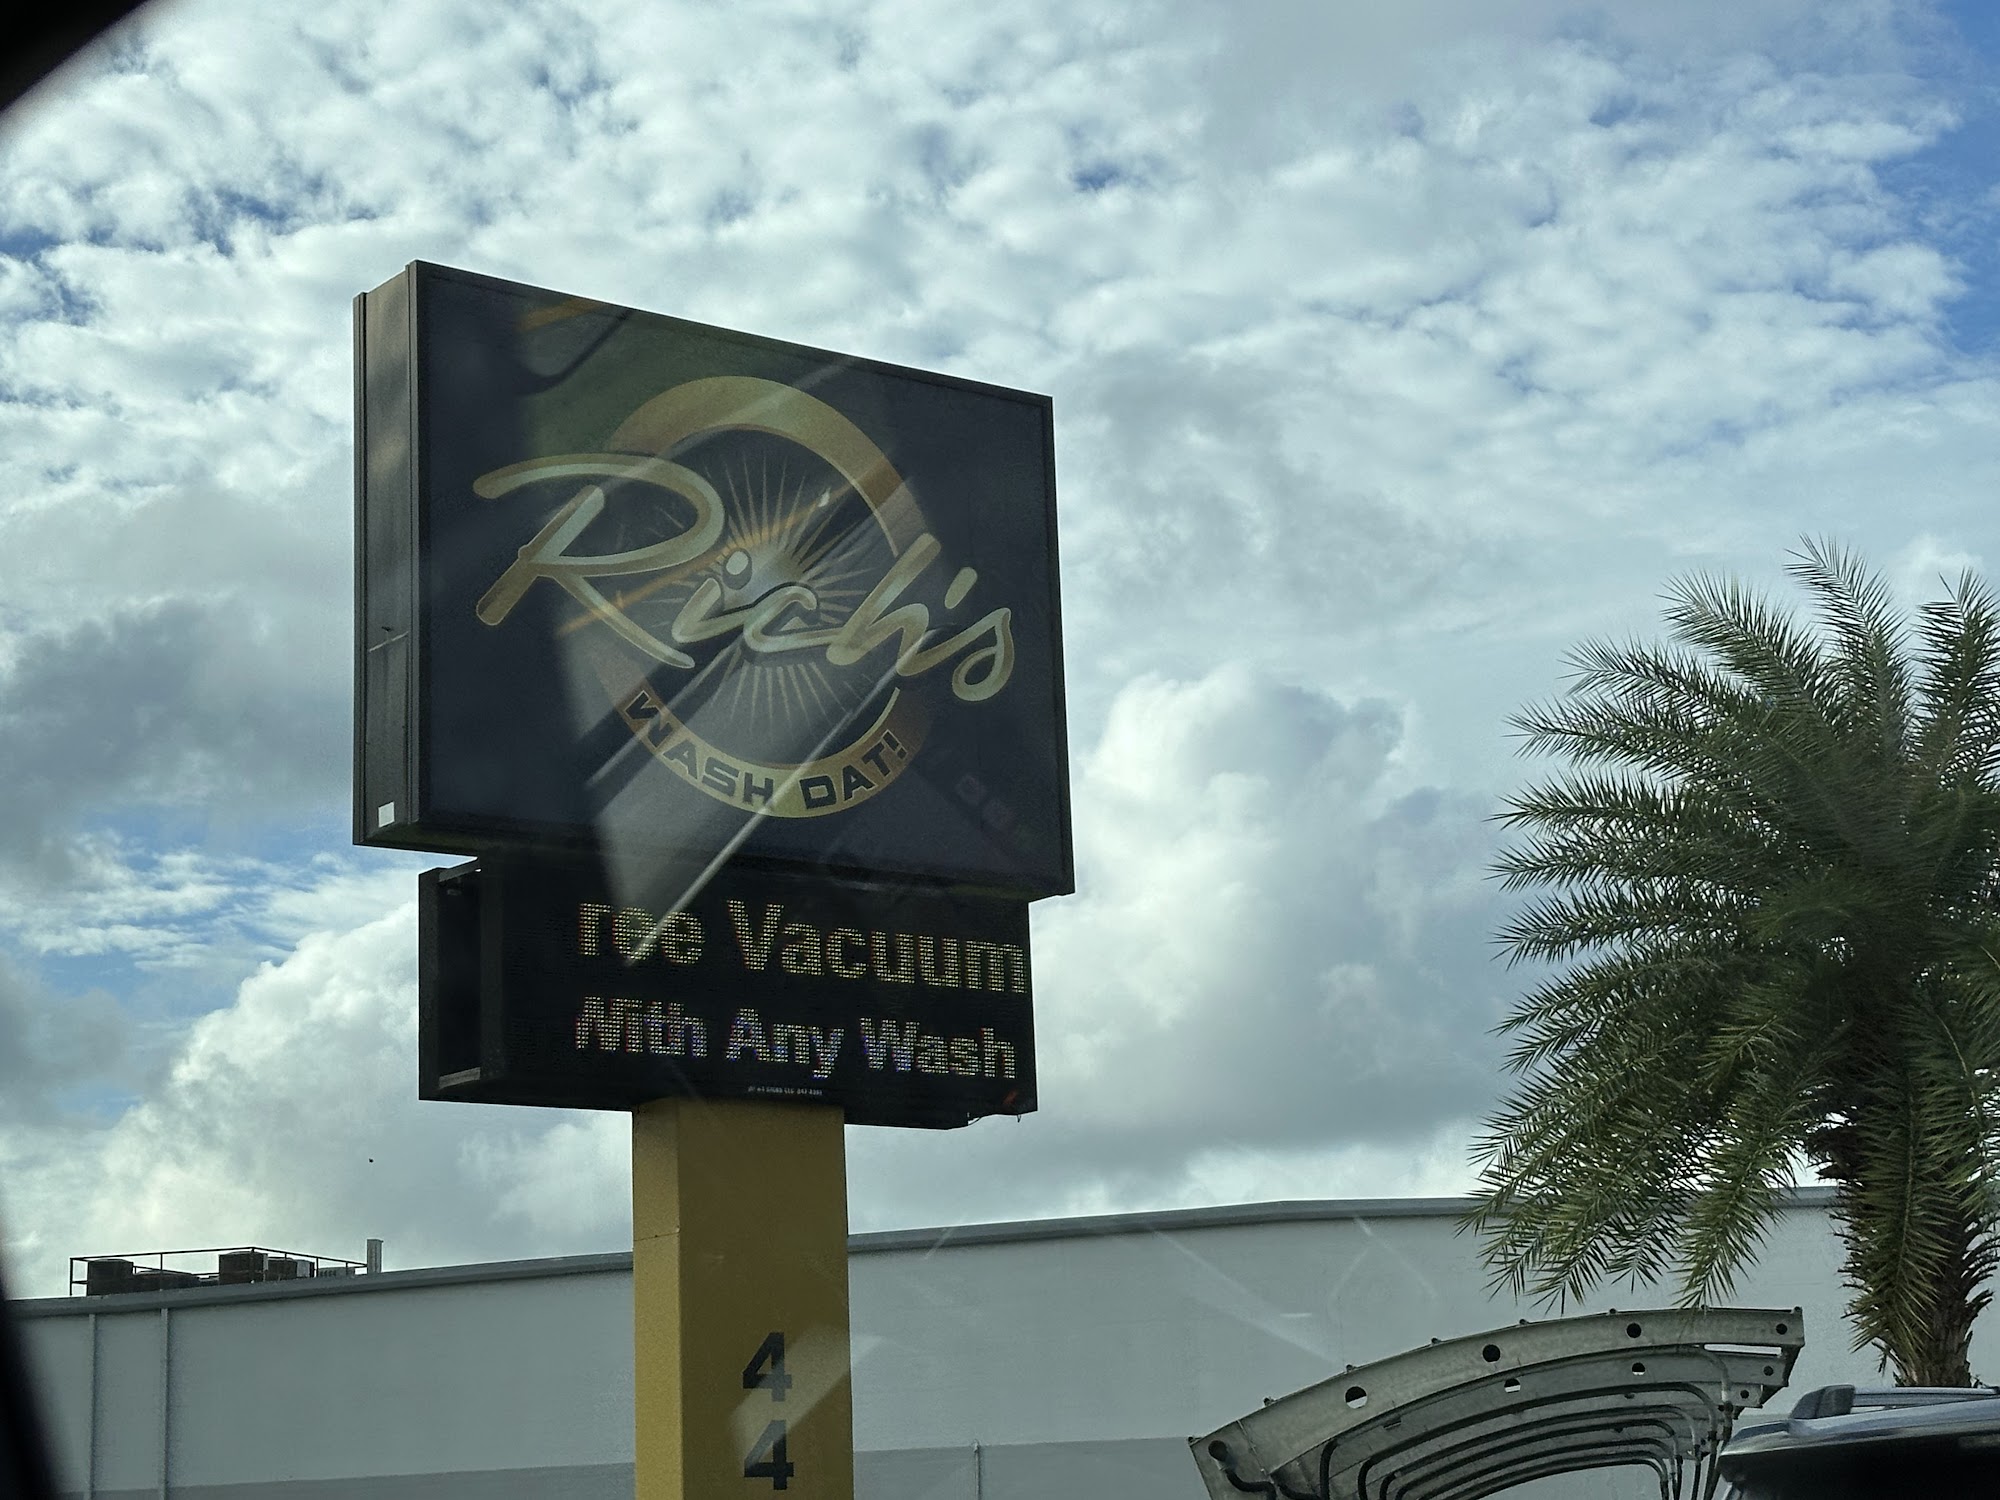 Rich's
WASH DAT!
ree Vacuum
With Any Wash
4
4